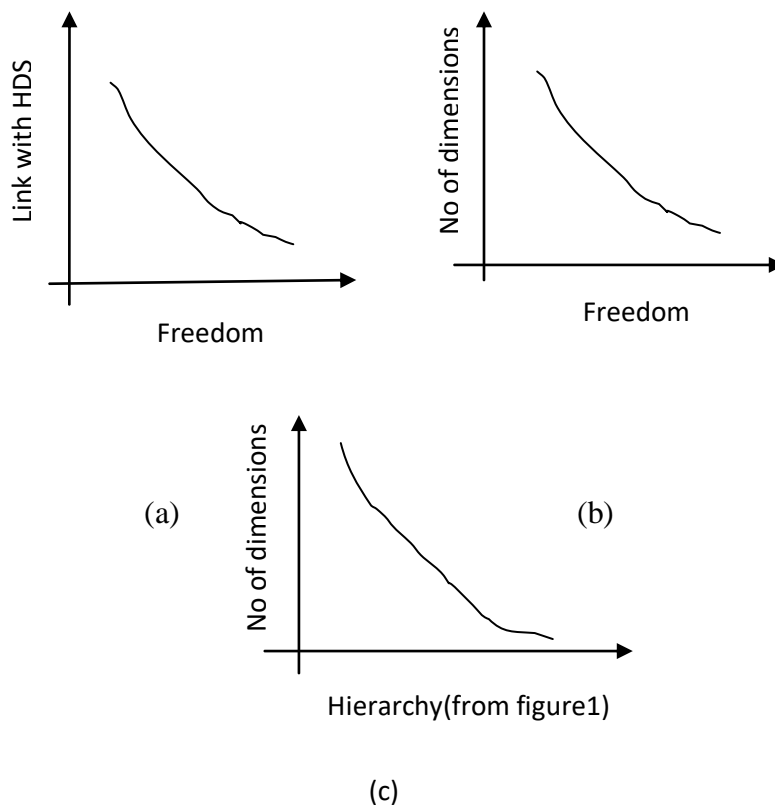 Link with HDS
Freedom
No of dimensions
Freedom
(a)
(b)
No of dimensions
Hierarchy(from figure1)
(c)